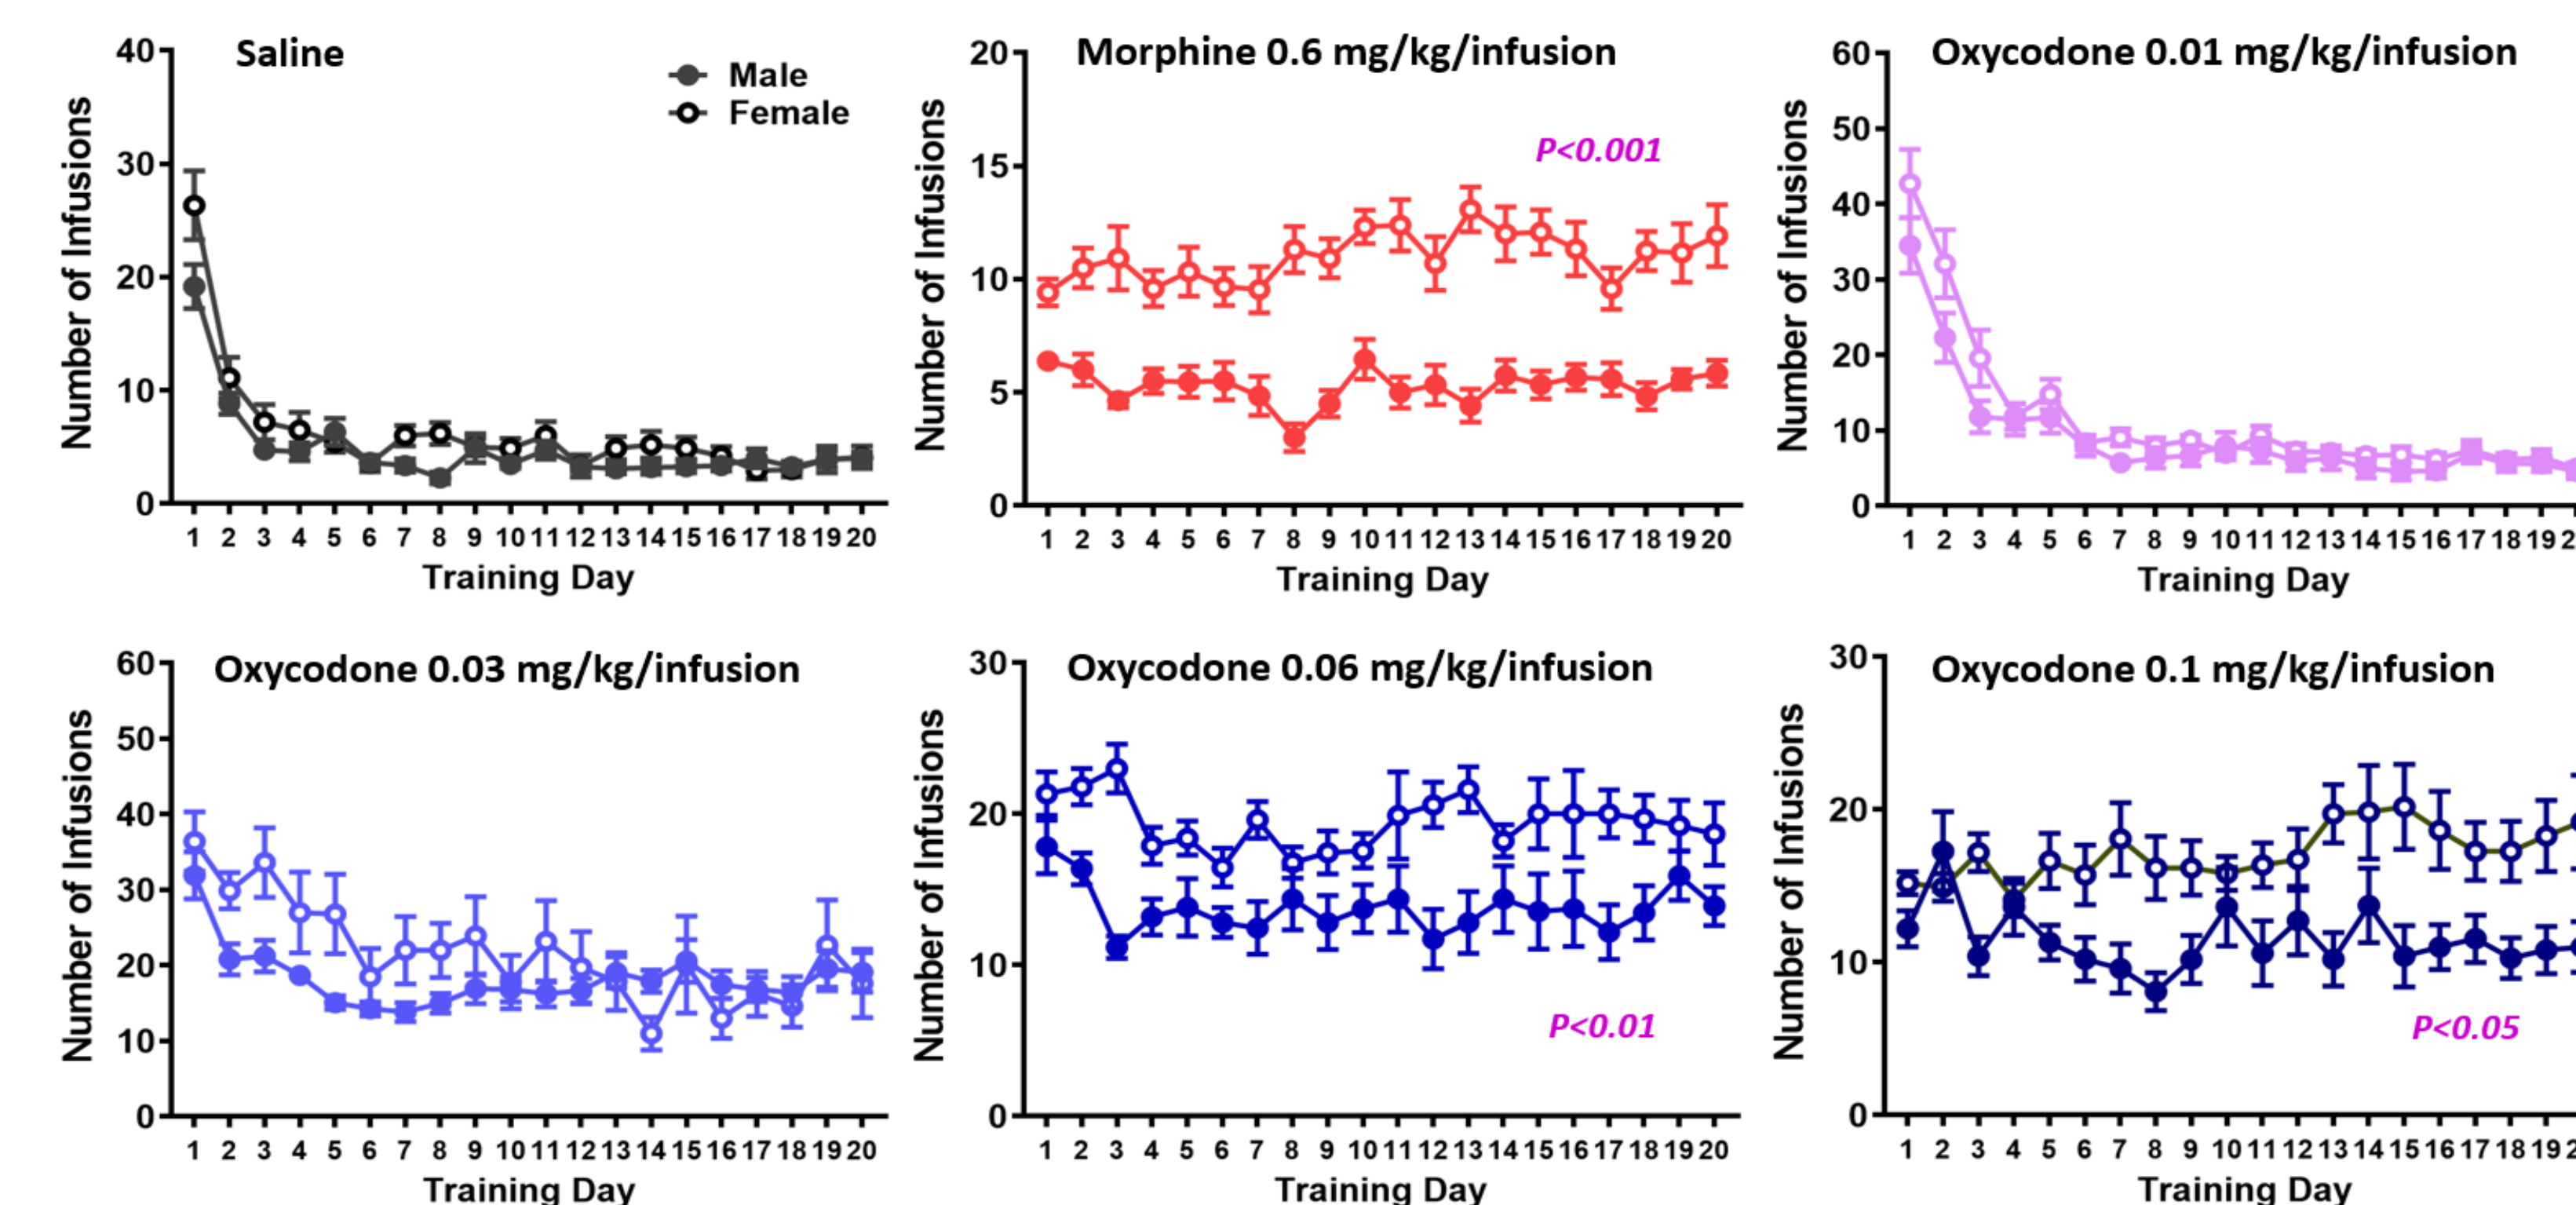 Saline
Male
Female
Number of Infusions
40
30
20
10
0
1 2 3 4 5 6 7 8 9 10 11 12 13 14 15 16 17 18 19 20
Training Day
Morphine 0.6 mg/kg/infusion
P<0.001
Number of Infusions
20
15
10
5
0
1 2 3 4 5 6 7 8 9 10 11 12 13 14 15 16 17 18 19 20
Training Day
Oxycodone 0.01 mg/kg/infusion
Number of Infusions
60
50
40
30
20
10
0
1 2 3 4 5 6 7 8 9 10 11 12 13 14 15 16 17 18 19 2
Training Day
Oxycodone 0.03 mg/kg/infusion
Number of Infusions
60
50
40
30
20
10
0
1 2 3 4 5 6 7 8 9 10 11 12 13 14 15 16 17 18 19 20
Training Day
Oxycodone 0.06 mg/kg/infusion
Number of Infusions
30
20
10
0
P<0.01
1 2 3 4 5 6 7 8 9 10 11 12 13 14 15 16 17 18 19 20
Training Day
Oxycodone 0.1 mg/kg/infusion
Number of Infusions
30
20
10
0
P<0.05
1 2 3 4 5 6 7 8 9 10 11 12 13 14 15 16 17 18 19 2
Training Day